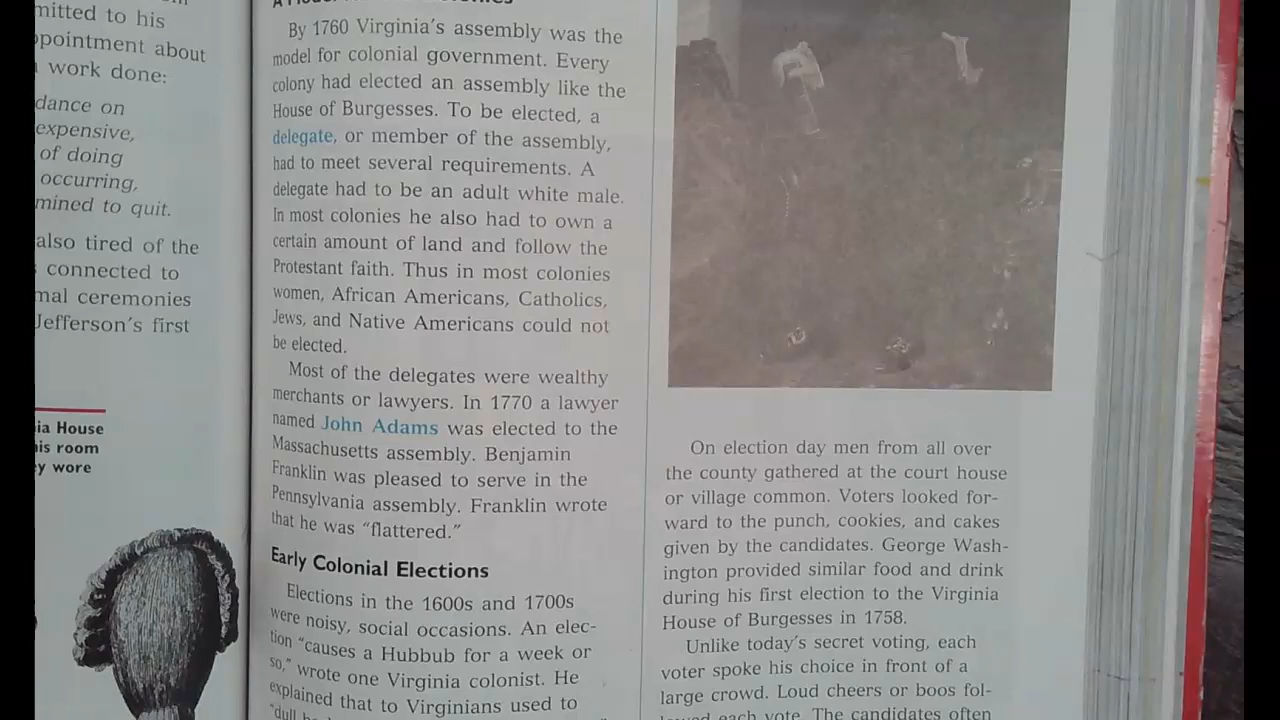 mitted to his
ppointment about
work done:
dance on
expensive,
of doing
occurring,
mined to quit.
also tired of the
connected to
mal ceremonies
Jefferson's first
ia House
his room
ey wore
By 1760 Virginia's assembly was the
model for colonial government. Every
colony had elected an assembly like the
House of Burgesses. To be elected, a
delegate, or member of the assembly,
had to meet several requirements. A
delegate had to be an adult white male.
In most colonies he also had to own a
certain amount of land and follow the
Protestant faith. Thus in most colonies
women, African Americans, Catholics,
Jews, and Native Americans could not
be elected.
Most of the delegates were wealthy
merchants or lawyers. In 1770 a lawyer
named John Adams was elected to the
Massachusetts assembly. Benjamin
Franklin was pleased to serve in the
Pennsylvania assembly. Franklin wrote
that he was "flattered."
Early Colonial Elections
Elections in the 1600s and 1700s
were noisy, social occasions. An elec-
tion "causes a Hubbub for a week or
so," wrote one Virginia colonist. He
explained that to Virginians used to
"dull
On election day men from all over
the county gathered at the court house
or village common. Voters looked for-
ward to the punch, cookies, and cakes
given by the candidates. George Wash-
ington provided similar food and drink
during his first election to the Virginia
House of Burgesses in 1758.
Unlike today's secret voting, each
voter spoke his choice in front of a
large crowd. Loud cheers or boos fol-
lowed each vote. The candidates often